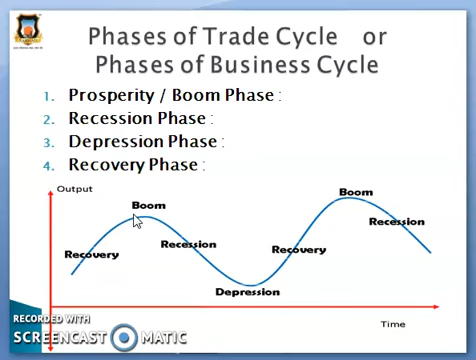 Phases of Trade Cycle or
Phases of Business Cycle
1. Prosperity / Boom Phase :
2. Recession Phase :
3. Depression Phase :
4. Recovery Phase :
Output
Boom
Boom
Recession
Recession
Recovery
Recovery
Depression
Time
RECORDED WITH
SCREENCAST MATIC